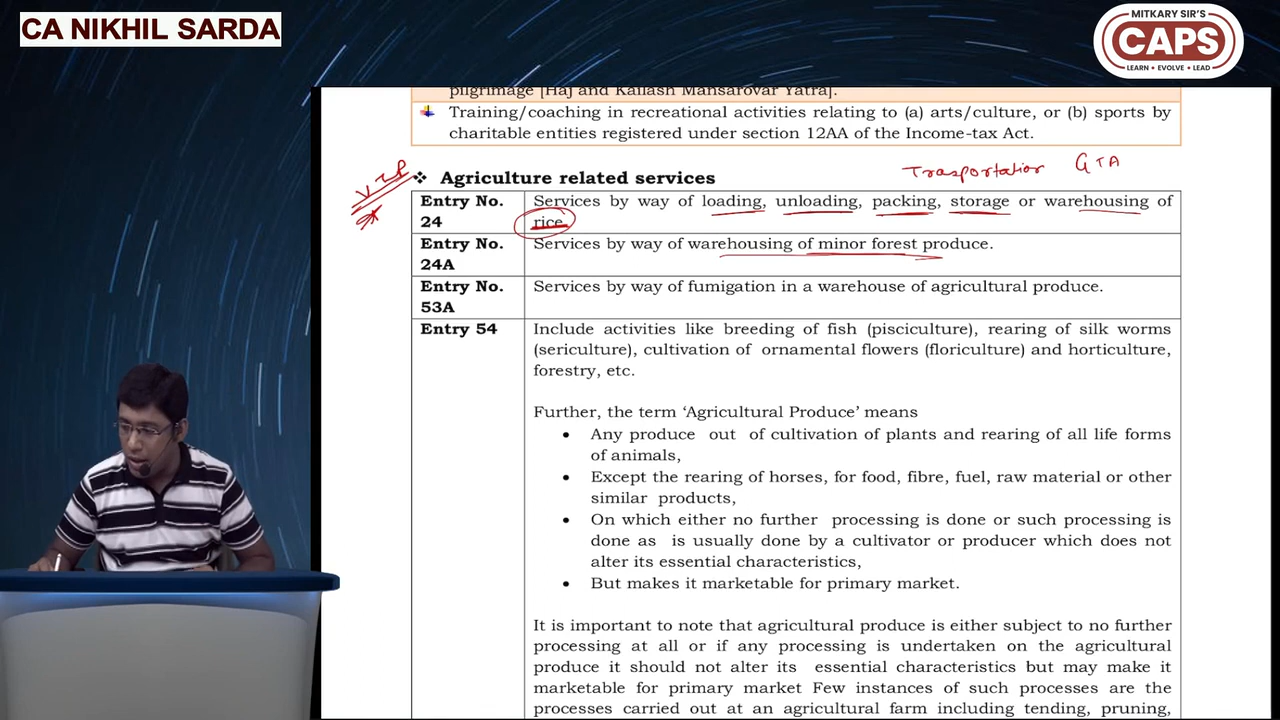 CA NIKHIL SARDA
MITKARY SIR'S
CAPS
LEARN • EVOLVE • LEAD
pilgrimage [Haj and Kailash Mansarovar Yatra].
Training/coaching in recreational activities relating to (a) arts/culture, or (b) sports by
charitable entities registered under section 12AA of the Income-tax Act.
Trasportation GTA
V Imp
❖ Agriculture related services
Entry No. 24
Services by way of loading, unloading, packing, storage or warehousing of
rice.
Entry No. 24A
Services by way of warehousing of minor forest produce.
Entry No. 53A
Services by way of fumigation in a warehouse of agricultural produce.
Entry 54
Include activities like breeding of fish (pisciculture), rearing of silk worms
(sericulture), cultivation of ornamental flowers (floriculture) and horticulture,
forestry, etc.
Further, the term ‘Agricultural Produce’ means
• Any produce out of cultivation of plants and rearing of all life forms
of animals,
• Except the rearing of horses, for food, fibre, fuel, raw material or other
similar products,
• On which either no further processing is done or such processing is
done as is usually done by a cultivator or producer which does not
alter its essential characteristics,
• But makes it marketable for primary market.
It is important to note that agricultural produce is either subject to no further
processing at all or if any processing is undertaken on the agricultural
produce it should not alter its essential characteristics but may make it
marketable for primary market Few instances of such processes are the
processes carried out at an agricultural farm including tending, pruning,